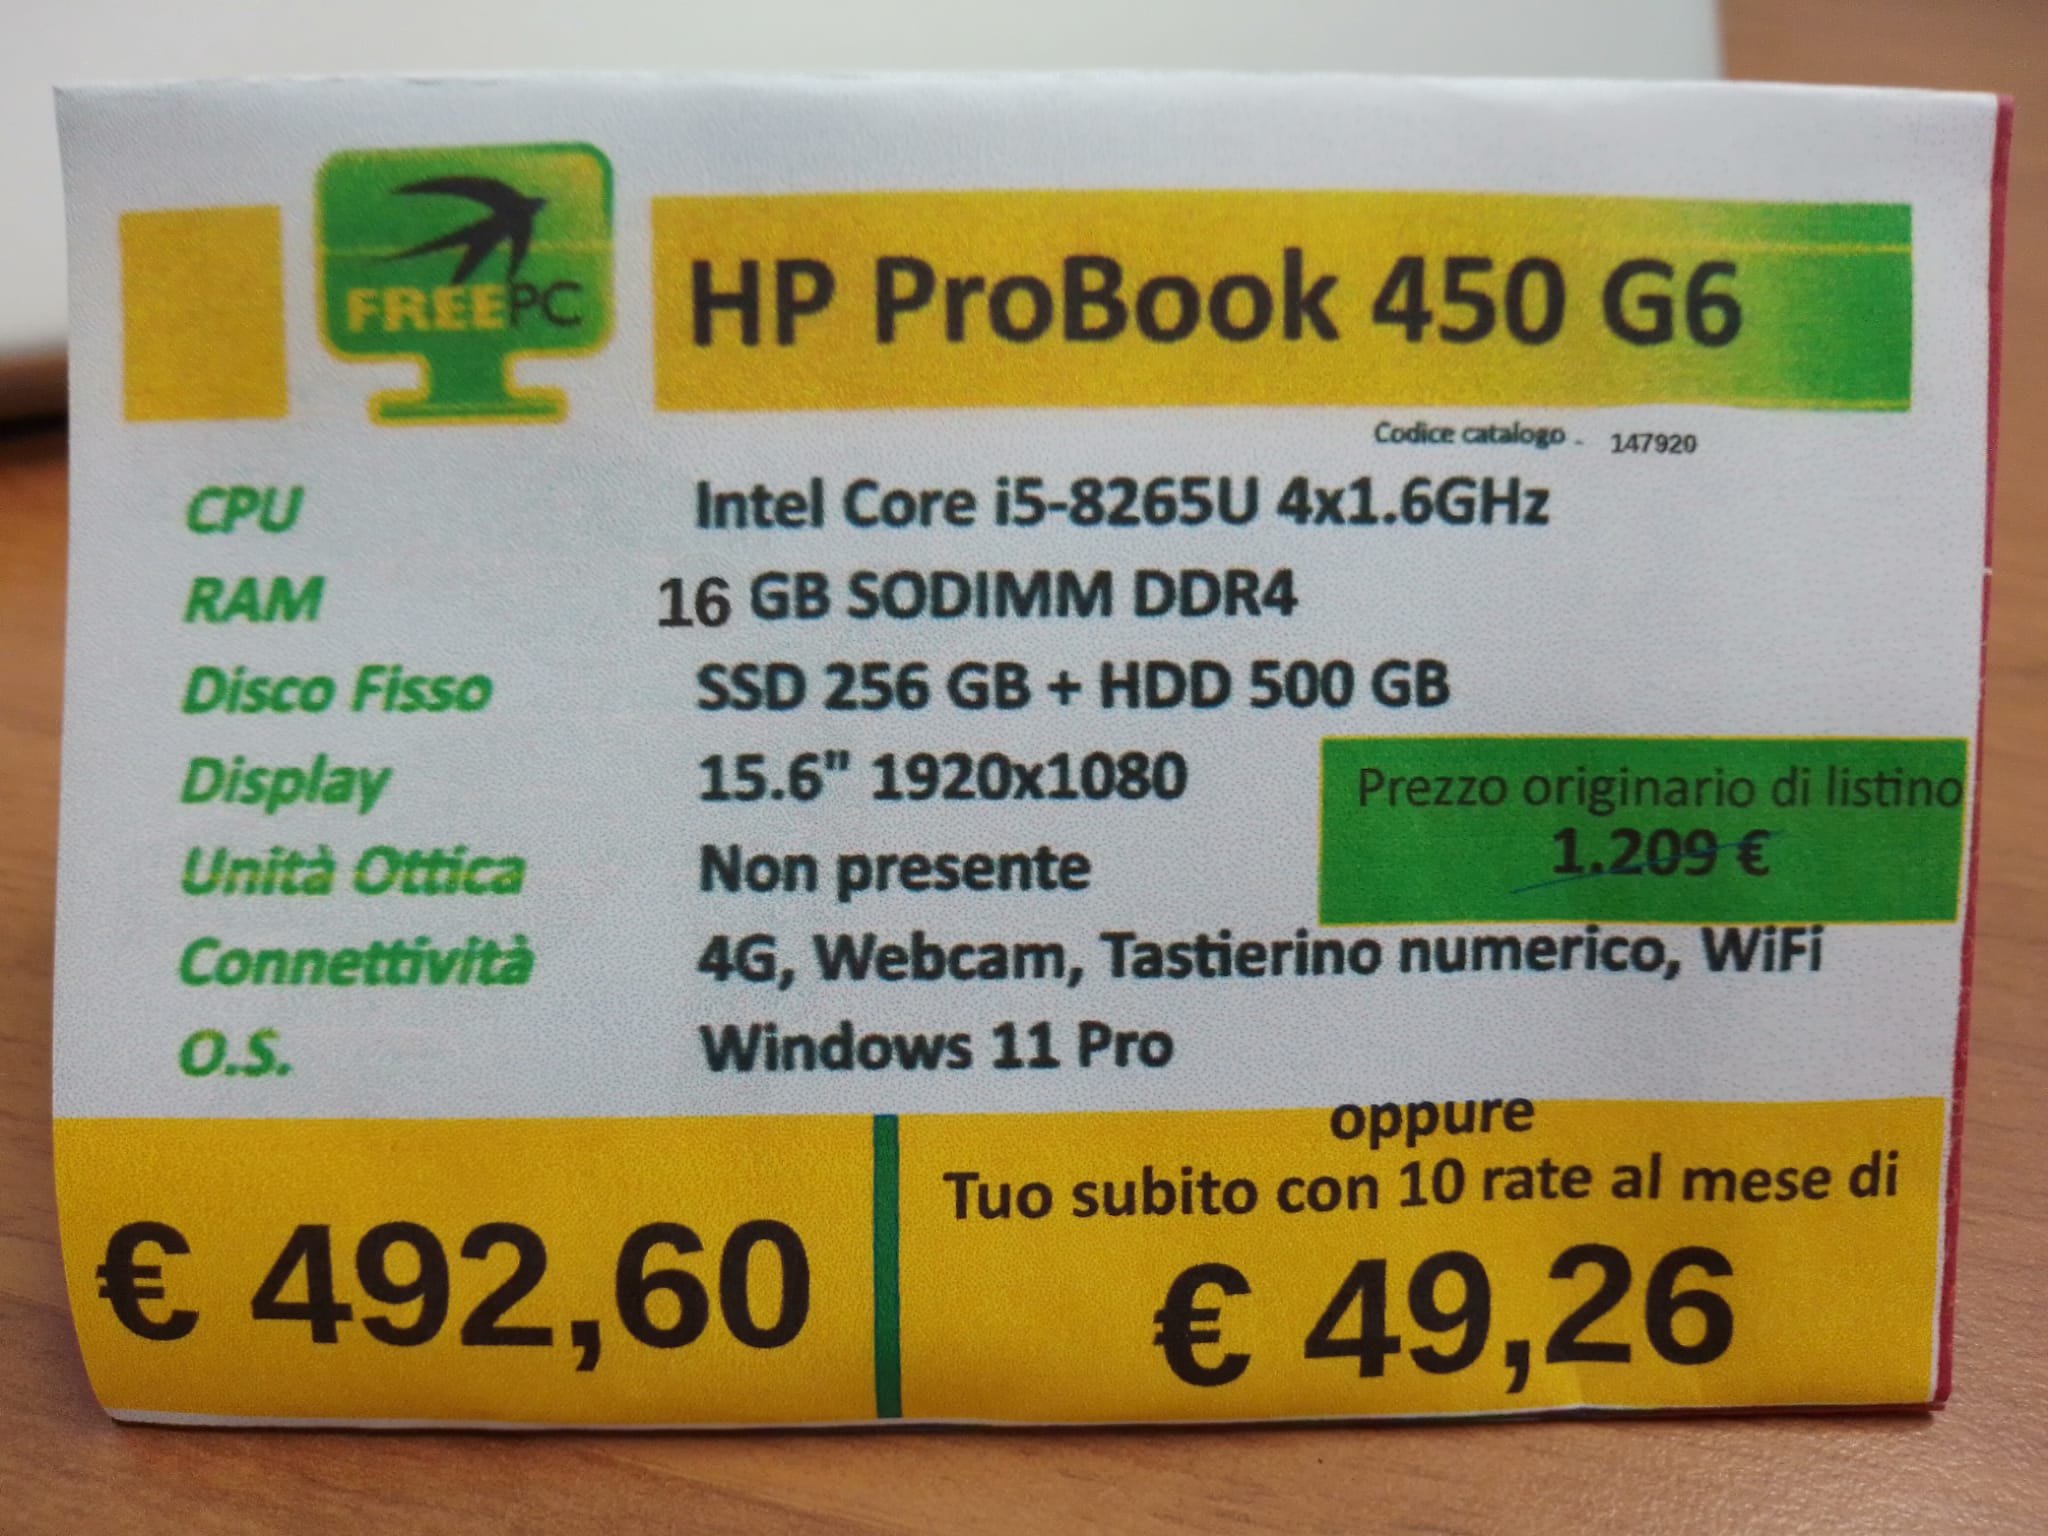 FREEPC
HP ProBook 450 G6
Codice catalogo - 147920
CPU Intel Core i5-8265U 4x1.6GHz
RAM 16 GB SODIMM DDR4
Disco Fisso SSD 256 GB + HDD 500 GB
Display 15.6" 1920x1080
Prezzo originario di listino
1.209 €
Unità Ottica Non presente
Connettività 4G, Webcam, Tastierino numerico, WiFi
O.S. Windows 11 Pro
€ 492,60
oppure
Tuo subito con 10 rate al mese di
€ 49,26